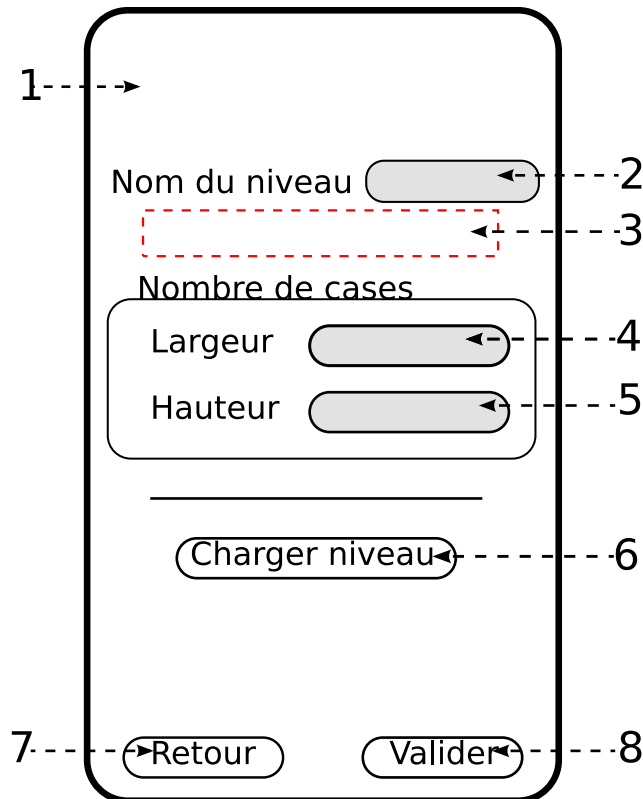 1
Nom du niveau 2
3
Nombre de cases
Largeur 4
Hauteur 5
Charger niveau 6
7 Retour Valider 8